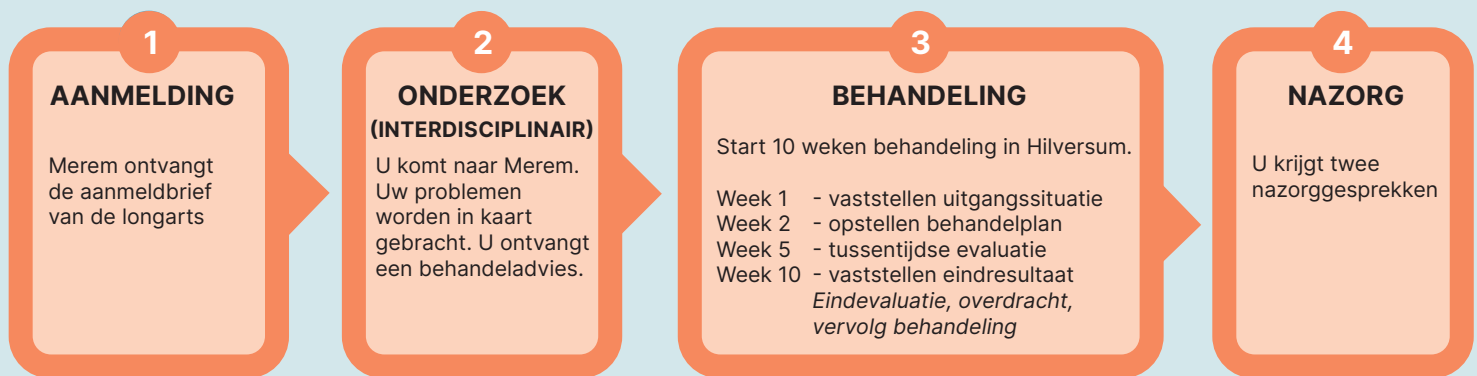 1
AANMELDING
Merem ontvangt
de aanmeldbrief
van de longarts
2
ONDERZOEK
(INTERDISCIPLINAIR)
U komt naar Merem.
Uw problemen
worden in kaart
gebracht. U ontvangt
een behandeladvies.
3
BEHANDELING
Start 10 weken behandeling in Hilversum.
Week 1 - vaststellen uitgangssituatie
Week 2 - opstellen behandelplan
Week 5 - tussentijdse evaluatie
Week 10 - vaststellen eindresultaat
Eindevaluatie, overdracht,
vervolg behandeling
4
NAZORG
U krijgt twee
nazorggesprekken